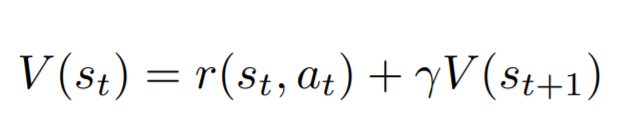 V(s_t) = r(s_t, a_t) + γV(s_{t+1})